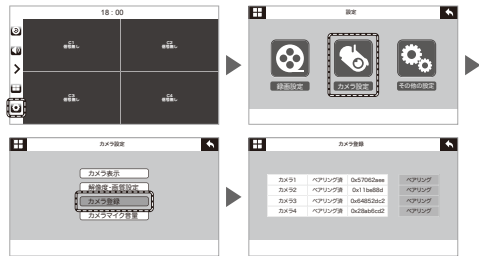 18 : 00
C1
信号無し
C2
信号無し
C3
信号無し
C4
信号無し
設定
録画設定
カメラ設定
その他の設定
カメラ設定
カメラ表示
解像度・画質設定
カメラ登録
カメラマイク音量
カメラ登録
カメラ1 ペアリング済 0x57062aee ペアリング
カメラ2 ペアリング済 0x11be88d ペアリング
カメラ3 ペアリング済 0x64852dc2 ペアリング
カメラ4 ペアリング済 0x28ab6cd2 ペアリング